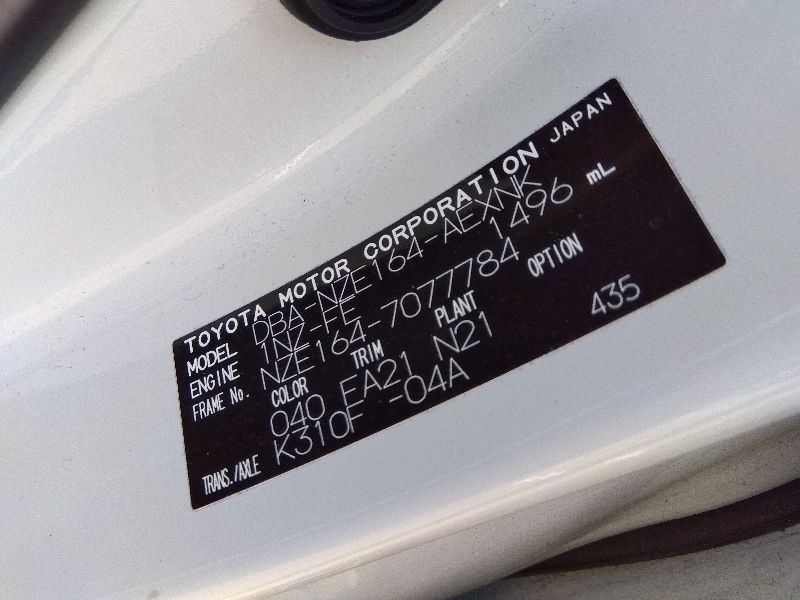 TOYOTA MOTOR CORPORATION JAPAN
MODEL DBA-NZE164-AEXNK
ENGINE 1NZ-FE 1496 mL
FRAME No. NZE164-7077784
COLOR TRIM PLANT OPTION
040 FA21 N21 435
TRANS./AXLE K310F -04A